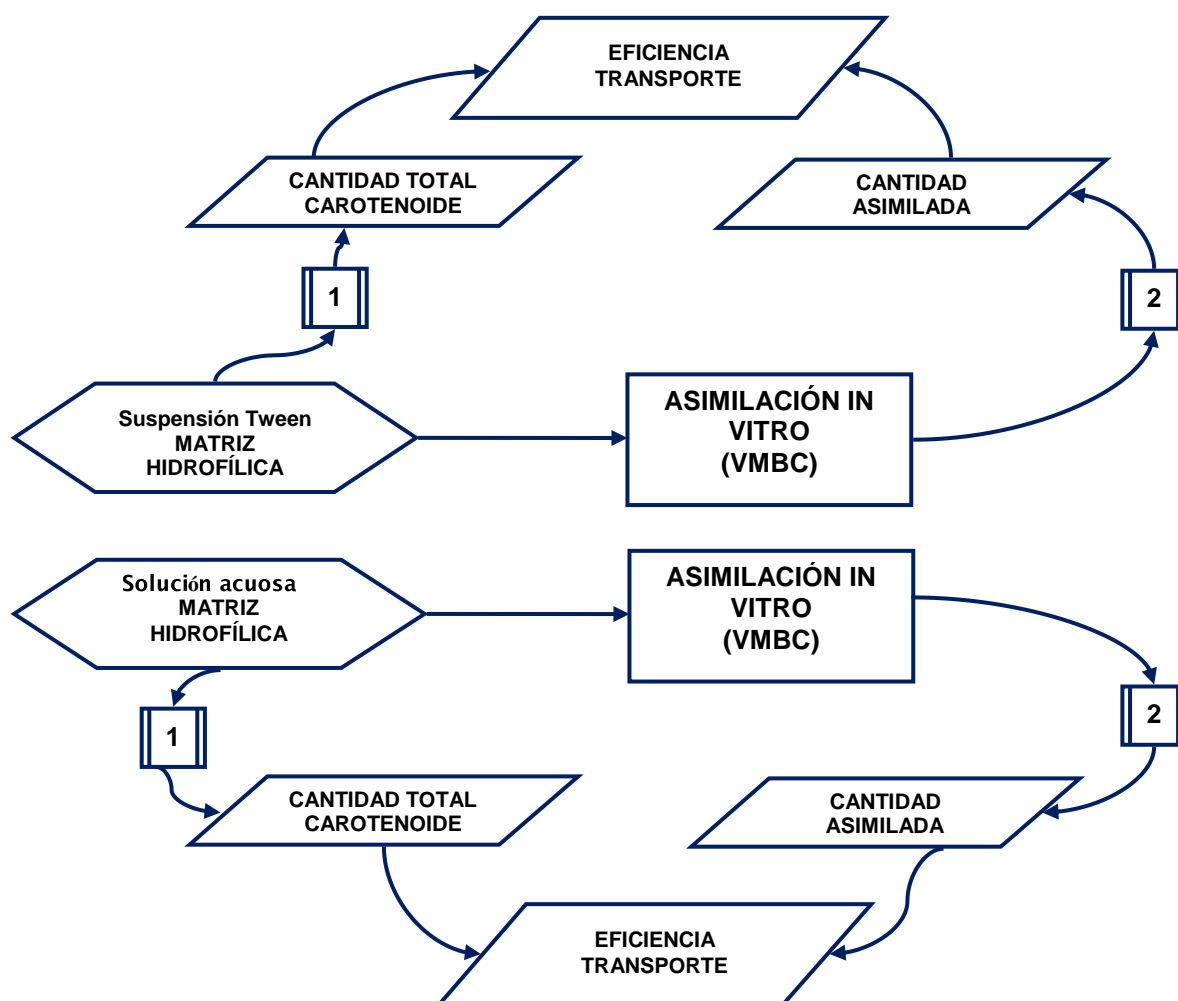 EFICIENCIA
TRANSPORTE
CANTIDAD TOTAL
CAROTENOIDE
CANTIDAD
ASIMILADA
1
2
Suspensión Tween
MATRIZ
HIDROFÍLICA
ASIMILACIÓN IN
VITRO
(VMBC)
Solución acuosa
MATRIZ
HIDROFÍLICA
ASIMILACIÓN IN
VITRO
(VMBC)
1
2
CANTIDAD TOTAL
CAROTENOIDE
CANTIDAD
ASIMILADA
EFICIENCIA
TRANSPORTE